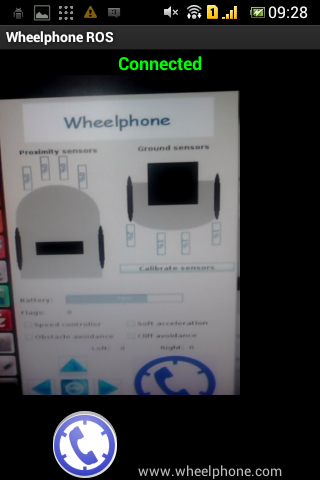 09:28
Wheelphone ROS
Connected
Wheelphone
Proximity sensors
Ground sensors
Calibrate sensors
Battery:
Flags: 0
Speed controller
Soft acceleration
Obstacle avoidance
Cliff avoidance
Left: 0
Right: 0
www.wheelphone.com